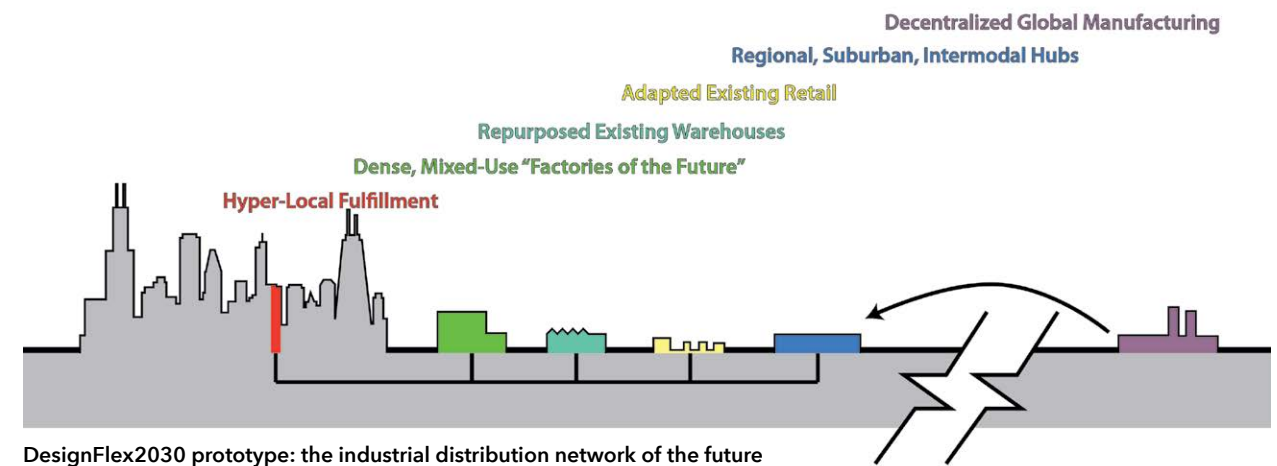 Decentralized Global Manufacturing
Regional, Suburban, Intermodal Hubs
Adapted Existing Retail
Repurposed Existing Warehouses
Dense, Mixed-Use “Factories of the Future”
Hyper-Local Fulfillment
DesignFlex2030 prototype: the industrial distribution network of the future